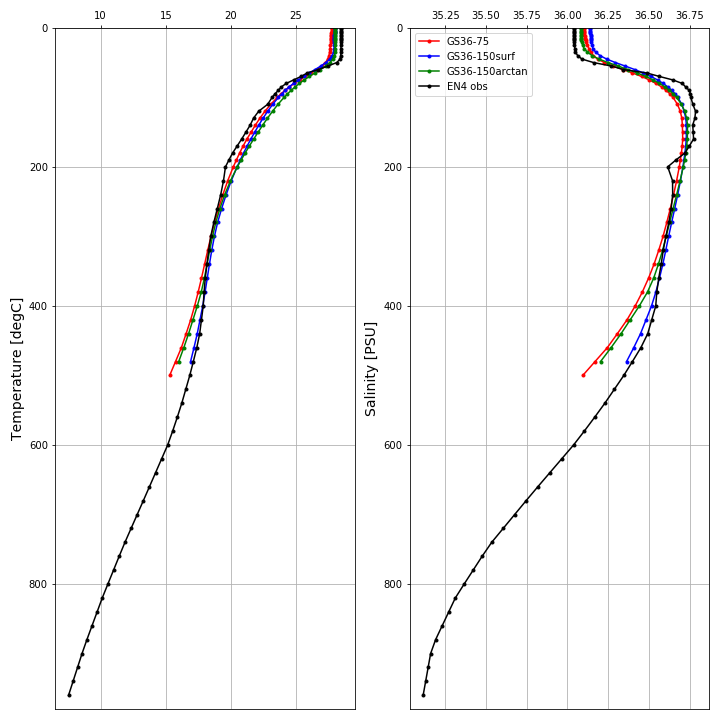 10 15 20 25
0
200
400
600
800
Temperature [degC]
35.25 35.50 35.75 36.00 36.25 36.50 36.75
0
200
400
600
800
Salinity [PSU]
GS36-75
GS36-150surf
GS36-150arctan
EN4 obs